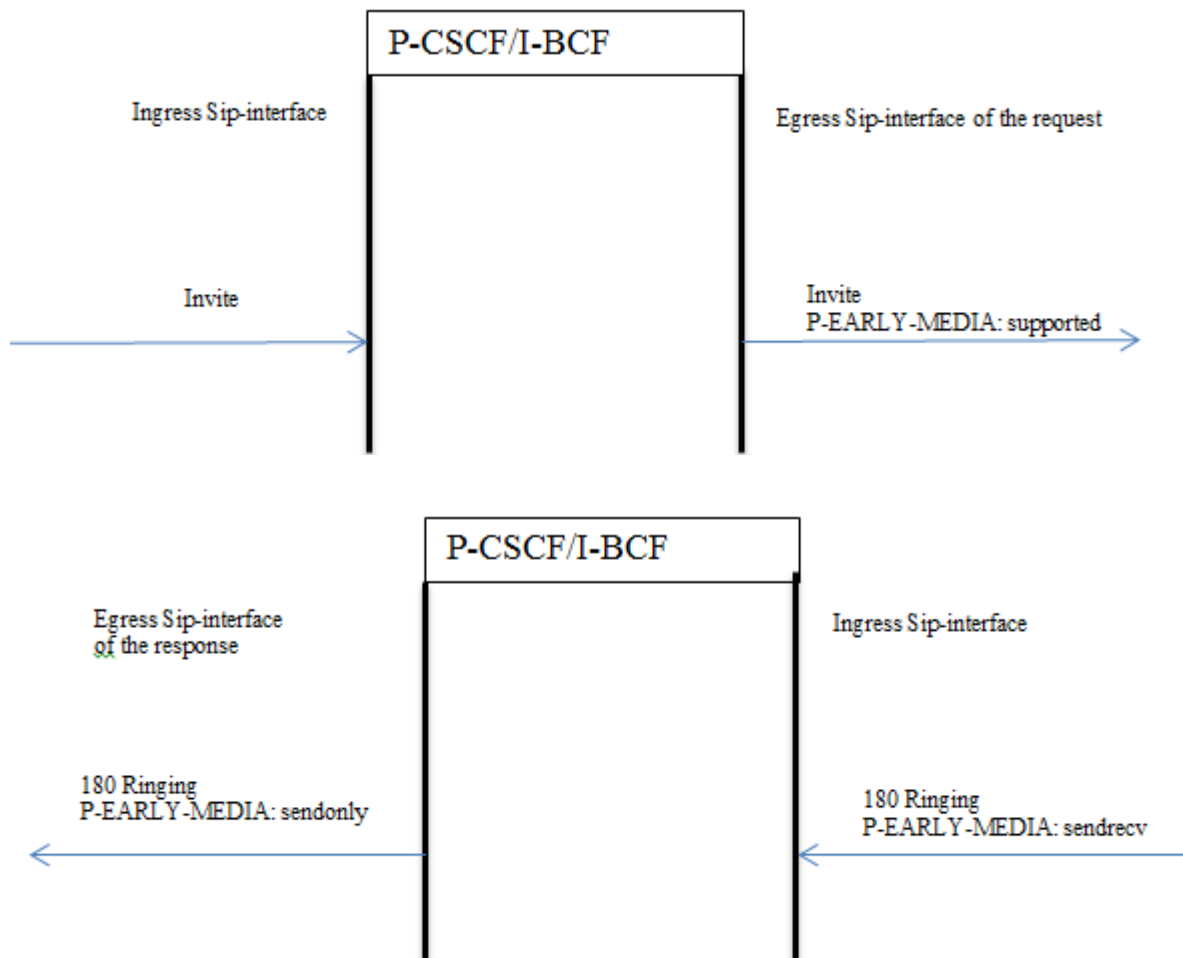 P-CSCF/I-BCF
Ingress Sip-interface
Egress Sip-interface of the request
Invite
Invite
P-EARLY-MEDIA: supported
P-CSCF/I-BCF
Egress Sip-interface
of the response
Ingress Sip-interface
180 Ringing
P-EARLY-MEDIA: sendonly
180 Ringing
P-EARLY-MEDIA: sendrecv